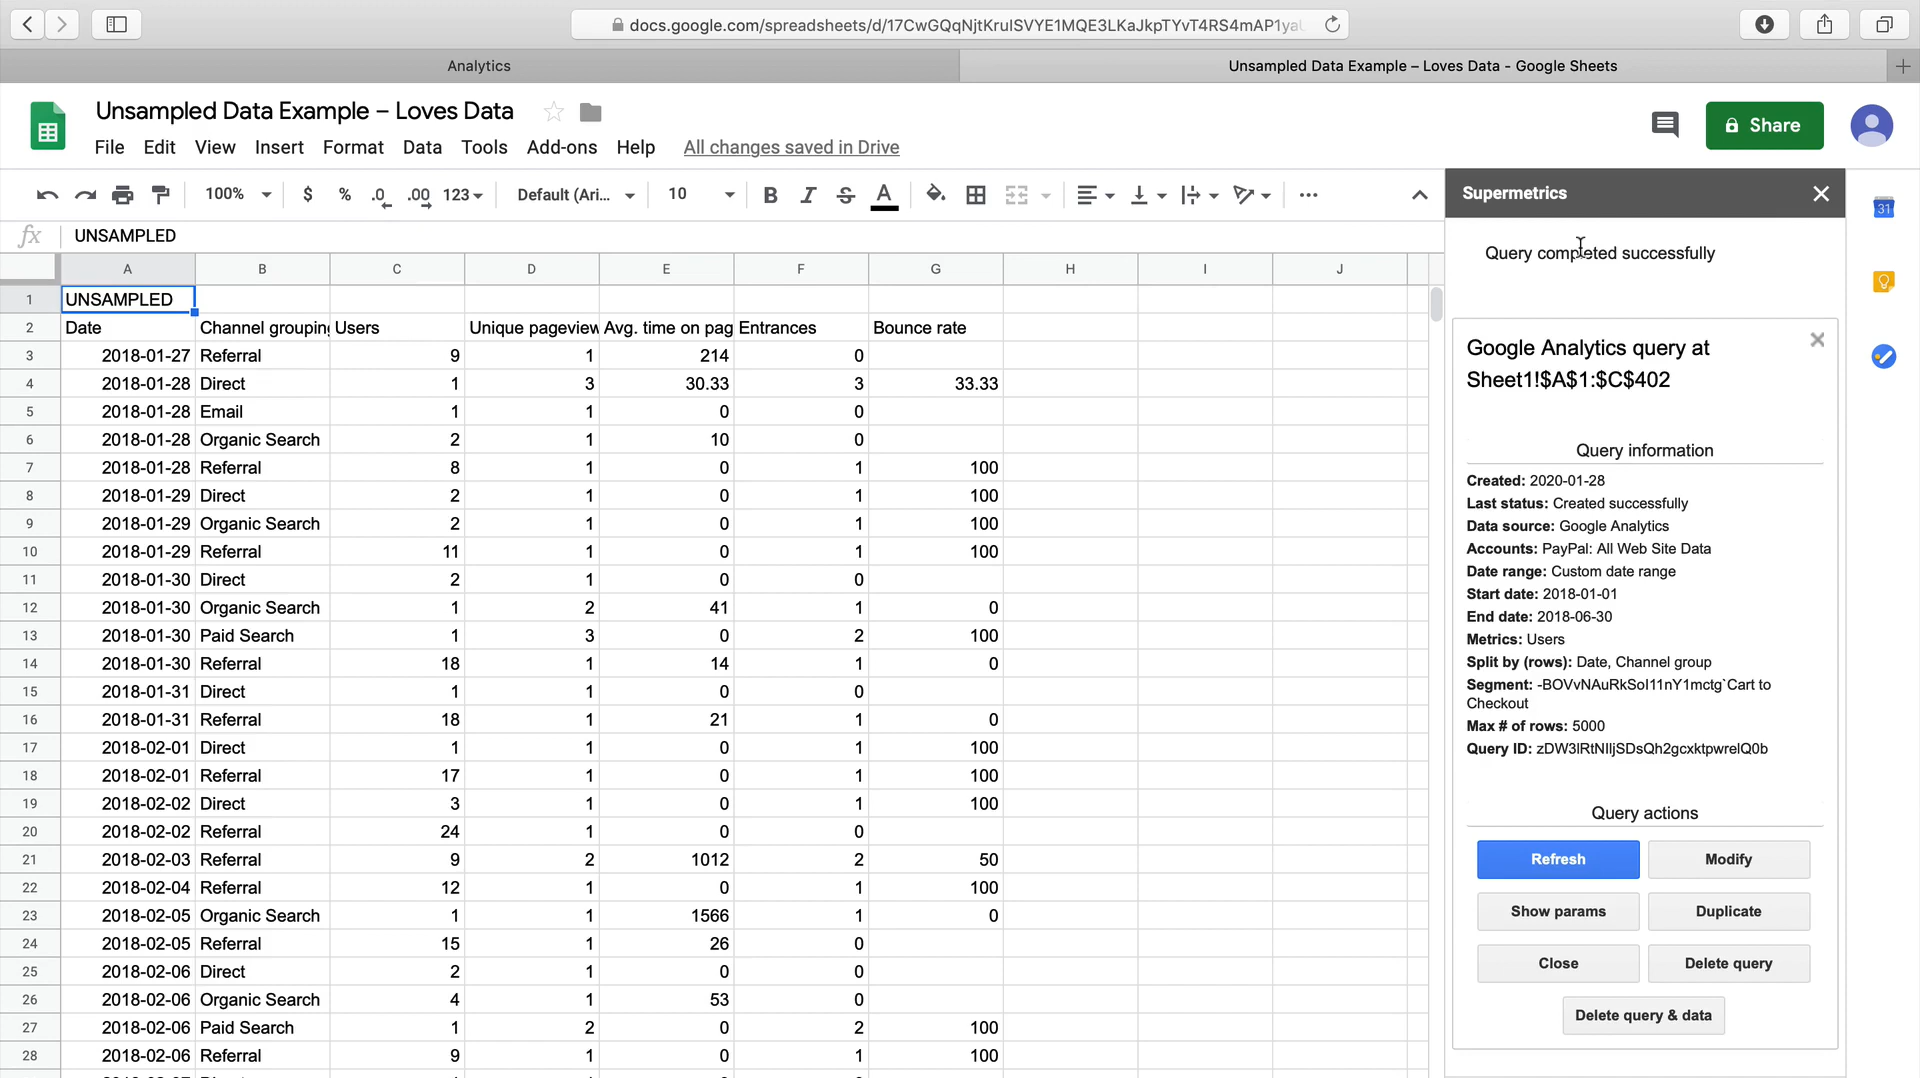 docs.google.com/spreadsheets/d/17CwGQqNjtKruISVYE1MQE3LKaJkpTYvT4RS4mAP1ya
Analytics
Unsampled Data Example – Loves Data - Google Sheets
Unsampled Data Example – Loves Data
File Edit View Insert Format Data Tools Add-ons Help All changes saved in Drive
Share
100% $ % .0 .00 123 Default (Ari... 10 B I S A
Supermetrics
fx UNSAMPLED
Query completed successfully
A B C D E F G H I J
1 UNSAMPLED
2 Date Channel grouping Users Unique pageview Avg. time on pag Entrances Bounce rate
3 2018-01-27 Referral 9 1 214 0
4 2018-01-28 Direct 1 3 30.33 3 33.33
5 2018-01-28 Email 1 1 0 0
6 2018-01-28 Organic Search 2 1 10 0
7 2018-01-28 Referral 8 1 0 1 100
8 2018-01-29 Direct 2 1 0 1 100
9 2018-01-29 Organic Search 2 1 0 1 100
10 2018-01-29 Referral 11 1 0 1 100
11 2018-01-30 Direct 2 1 0 0
12 2018-01-30 Organic Search 1 2 41 1 0
13 2018-01-30 Paid Search 1 3 0 2 100
14 2018-01-30 Referral 18 1 14 1 0
15 2018-01-31 Direct 1 1 0 0
16 2018-01-31 Referral 18 1 21 1 0
17 2018-02-01 Direct 1 1 0 1 100
18 2018-02-01 Referral 17 1 0 1 100
19 2018-02-02 Direct 3 1 0 1 100
20 2018-02-02 Referral 24 1 0 0
21 2018-02-03 Referral 9 2 1012 2 50
22 2018-02-04 Referral 12 1 0 1 100
23 2018-02-05 Organic Search 1 1 1566 1 0
24 2018-02-05 Referral 15 1 26 0
25 2018-02-06 Direct 2 1 0 0
26 2018-02-06 Organic Search 4 1 53 0
27 2018-02-06 Paid Search 1 2 0 2 100
28 2018-02-06 Referral 9 1 0 1 100
Google Analytics query at
Sheet1!$A$1:$C$402
Query information
Created: 2020-01-28
Last status: Created successfully
Data source: Google Analytics
Accounts: PayPal: All Web Site Data
Date range: Custom date range
Start date: 2018-01-01
End date: 2018-06-30
Metrics: Users
Split by (rows): Date, Channel group
Segment: -BOVvNAuRkSol11nY1mctg`Cart to
Checkout
Max # of rows: 5000
Query ID: zDW3lRtNlljSDsQh2gcxktpwrelQ0b
Query actions
Refresh Modify
Show params Duplicate
Close Delete query
Delete query & data
31